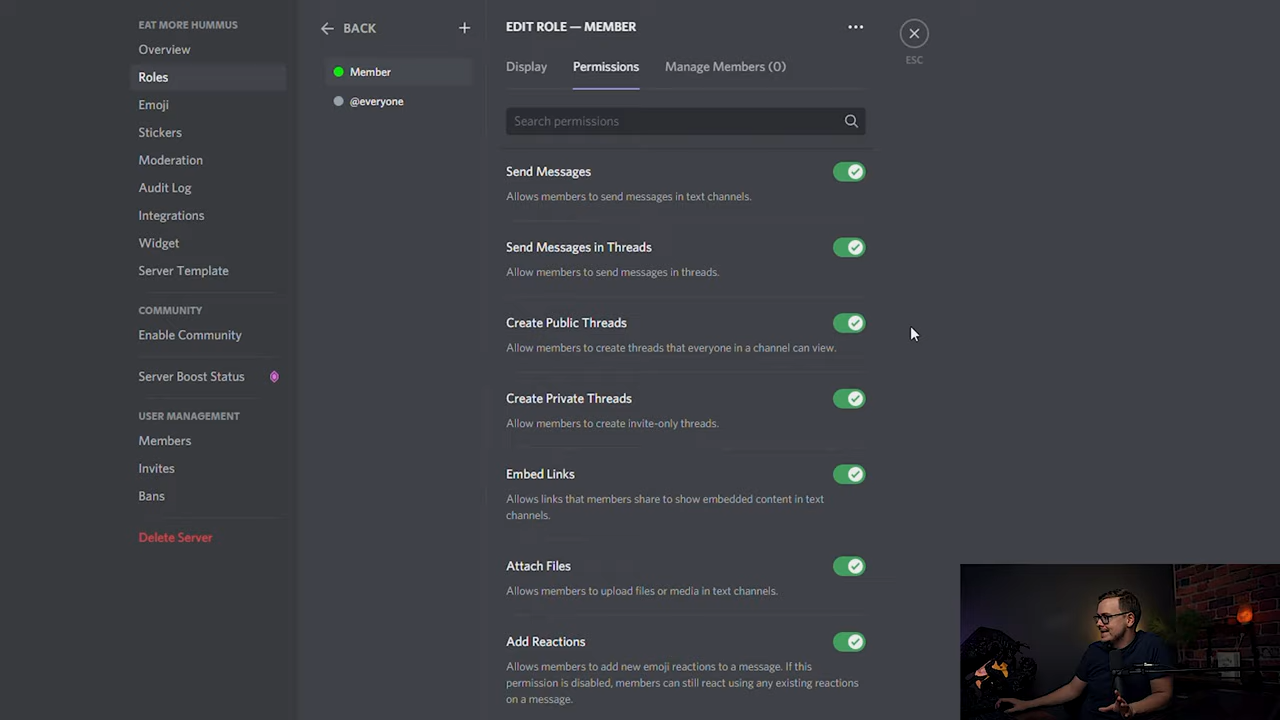 EAT MORE HUMMUS
Overview
Roles
Emoji
Stickers
Moderation
Audit Log
Integrations
Widget
Server Template
COMMUNITY
Enable Community
Server Boost Status
USER MANAGEMENT
Members
Invites
Bans
Delete Server
BACK
Member
@everyone
EDIT ROLE — MEMBER
Display
Permissions
Manage Members (0)
ESC
Search permissions
Send Messages
Allows members to send messages in text channels.
Send Messages in Threads
Allow members to send messages in threads.
Create Public Threads
Allow members to create threads that everyone in a channel can view.
Create Private Threads
Allow members to create invite-only threads.
Embed Links
Allows links that members share to show embedded content in text
channels.
Attach Files
Allows members to upload files or media in text channels.
Add Reactions
Allows members to add new emoji reactions to a message. If this
permission is disabled, members can still react using any existing reactions
on a message.